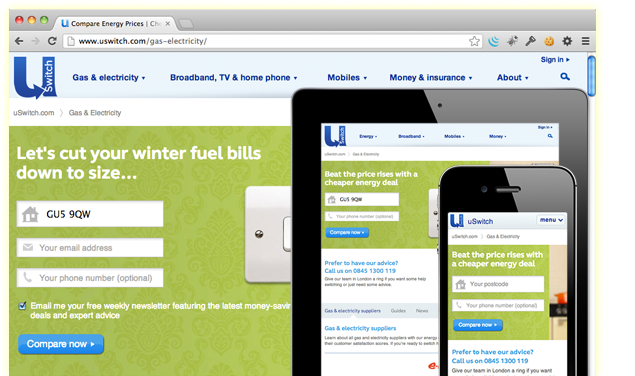 Compare Energy Prices | Che
www.uswitch.com/gas-electricity/
Sign in
U Switch
Gas & electricity
Broadband, TV & home phone
Mobiles
Money & insurance
About
uSwitch.com
Gas & Electricity
Let's cut your winter fuel bills
down to size...
GU5 9QW
Your email address
Your phone number (optional)
Email me your free weekly newsletter featuring the latest money-savin
deals and expert advice
Compare now
Sign in
U Switch
Energy
Broadband
Mobiles
Money
uSwitch.com
Gas & Electricity
Beat the price rises with a
cheaper energy deal
GU5 9QW
Your phone number (optional)
Compare now
Prefer to have our advice?
Call us on 0845 1300 119
Give our team in London a ring if you want some help
switching or just need some advice.
Gas & electricity suppliers
Guides
News
Gas & electricity suppliers
Learn about all gas and electricity suppliers with our energy
their customer satisfaction scores. If you're ready to switch
e
U
uSwitch
menu
uSwitch.com
Gas & Electricity
Beat the price rises with
a cheaper energy deal
Your postcode
Your phone number (optional)
Compare now
Prefer to have our advice?
Call us on 0845 1300 119
Give our team in London a ring if you want